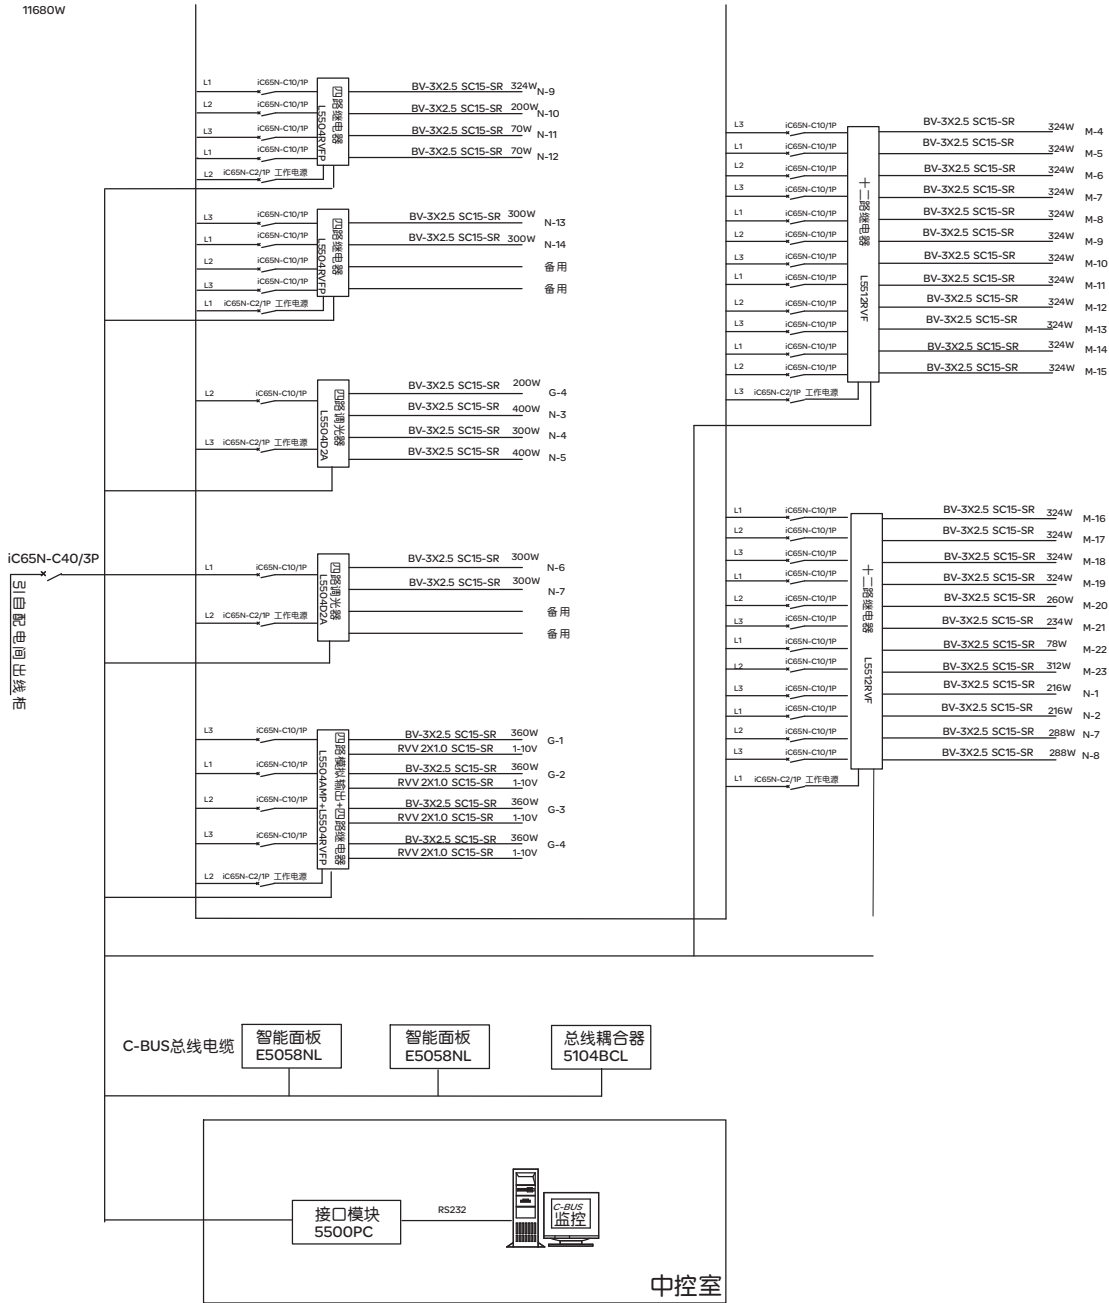 11680W
L1 iC65N-C10/1P BV-3X2.5 SC15-SR 324W N-9
L2 iC65N-C10/1P BV-3X2.5 SC15-SR 200W N-10
L3 iC65N-C10/1P BV-3X2.5 SC15-SR 70W N-11
L1 iC65N-C10/1P BV-3X2.5 SC15-SR 70W N-12
L2 iC65N-C2/1P 工作电源
四路继电器
L5504RVFP
L3 iC65N-C10/1P BV-3X2.5 SC15-SR 300W N-13
L1 iC65N-C10/1P BV-3X2.5 SC15-SR 300W N-14
L2 iC65N-C10/1P 备用
L3 iC65N-C10/1P 备用
L1 iC65N-C2/1P 工作电源
四路继电器
L5504RVFP
L2 iC65N-C10/1P BV-3X2.5 SC15-SR 200W G-4
BV-3X2.5 SC15-SR 400W N-3
BV-3X2.5 SC15-SR 300W N-4
L3 iC65N-C2/1P 工作电源 BV-3X2.5 SC15-SR 400W N-5
四路调光器
L5504D2A
iC65N-C40/3P
引自配电间出线柜
L1 iC65N-C10/1P BV-3X2.5 SC15-SR 300W N-6
BV-3X2.5 SC15-SR 300W N-7
备用
L2 iC65N-C2/1P 工作电源 备用
四路调光器
L5504D2A
L3 iC65N-C10/1P BV-3X2.5 SC15-SR 360W G-1
RVV 2X1.0 SC15-SR 1-10V
L1 iC65N-C10/1P BV-3X2.5 SC15-SR 360W G-2
RVV 2X1.0 SC15-SR 1-10V
L2 iC65N-C10/1P BV-3X2.5 SC15-SR 360W G-3
RVV 2X1.0 SC15-SR 1-10V
L3 iC65N-C10/1P BV-3X2.5 SC15-SR 360W G-4
RVV 2X1.0 SC15-SR 1-10V
L2 iC65N-C2/1P 工作电源
四路模拟输出+四路继电器
L5504AMP+L5504RVFP
L3 iC65N-C10/1P BV-3X2.5 SC15-SR 324W M-4
L1 iC65N-C10/1P BV-3X2.5 SC15-SR 324W M-5
L2 iC65N-C10/1P BV-3X2.5 SC15-SR 324W M-6
L3 iC65N-C10/1P BV-3X2.5 SC15-SR 324W M-7
L1 iC65N-C10/1P BV-3X2.5 SC15-SR 324W M-8
L2 iC65N-C10/1P BV-3X2.5 SC15-SR 324W M-9
L3 iC65N-C10/1P BV-3X2.5 SC15-SR 324W M-10
L1 iC65N-C10/1P BV-3X2.5 SC15-SR 324W M-11
L2 iC65N-C10/1P BV-3X2.5 SC15-SR 324W M-12
L3 iC65N-C10/1P BV-3X2.5 SC15-SR 324W M-13
L1 iC65N-C10/1P BV-3X2.5 SC15-SR 324W M-14
L2 iC65N-C10/1P BV-3X2.5 SC15-SR 324W M-15
L3 iC65N-C2/1P 工作电源
十二路继电器 L5512RVF
L1 iC65N-C10/1P BV-3X2.5 SC15-SR 324W M-16
L2 iC65N-C10/1P BV-3X2.5 SC15-SR 324W M-17
L3 iC65N-C10/1P BV-3X2.5 SC15-SR 324W M-18
L1 iC65N-C10/1P BV-3X2.5 SC15-SR 324W M-19
L2 iC65N-C10/1P BV-3X2.5 SC15-SR 260W M-20
L3 iC65N-C10/1P BV-3X2.5 SC15-SR 234W M-21
L1 iC65N-C10/1P BV-3X2.5 SC15-SR 78W M-22
L2 iC65N-C10/1P BV-3X2.5 SC15-SR 312W M-23
L3 iC65N-C10/1P BV-3X2.5 SC15-SR 216W N-1
L1 iC65N-C10/1P BV-3X2.5 SC15-SR 216W N-2
L2 iC65N-C10/1P BV-3X2.5 SC15-SR 288W N-7
L3 iC65N-C10/1P BV-3X2.5 SC15-SR 288W N-8
L1 iC65N-C2/1P 工作电源
十二路继电器 L5512RVF
C-BUS总线电缆
智能面板
E5058NL
智能面板
E5058NL
总线耦合器
5104BCL
接口模块
5500PC
RS232
C-BUS
监控
中控室